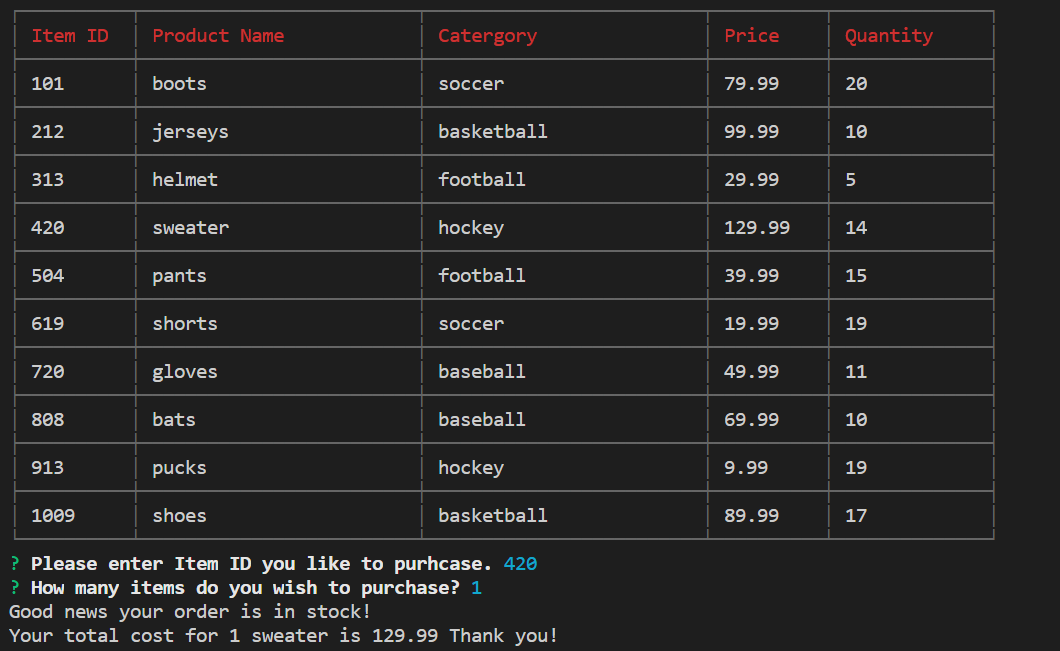 Item ID Product Name Catergory Price Quantity
101 boots soccer 79.99 20
212 jerseys basketball 99.99 10
313 helmet football 29.99 5
420 sweater hockey 129.99 14
504 pants football 39.99 15
619 shorts soccer 19.99 19
720 gloves baseball 49.99 11
808 bats baseball 69.99 10
913 pucks hockey 9.99 19
1009 shoes basketball 89.99 17
? Please enter Item ID you like to purhcase. 420
? How many items do you wish to purchase? 1
Good news your order is in stock!
Your total cost for 1 sweater is 129.99 Thank you!